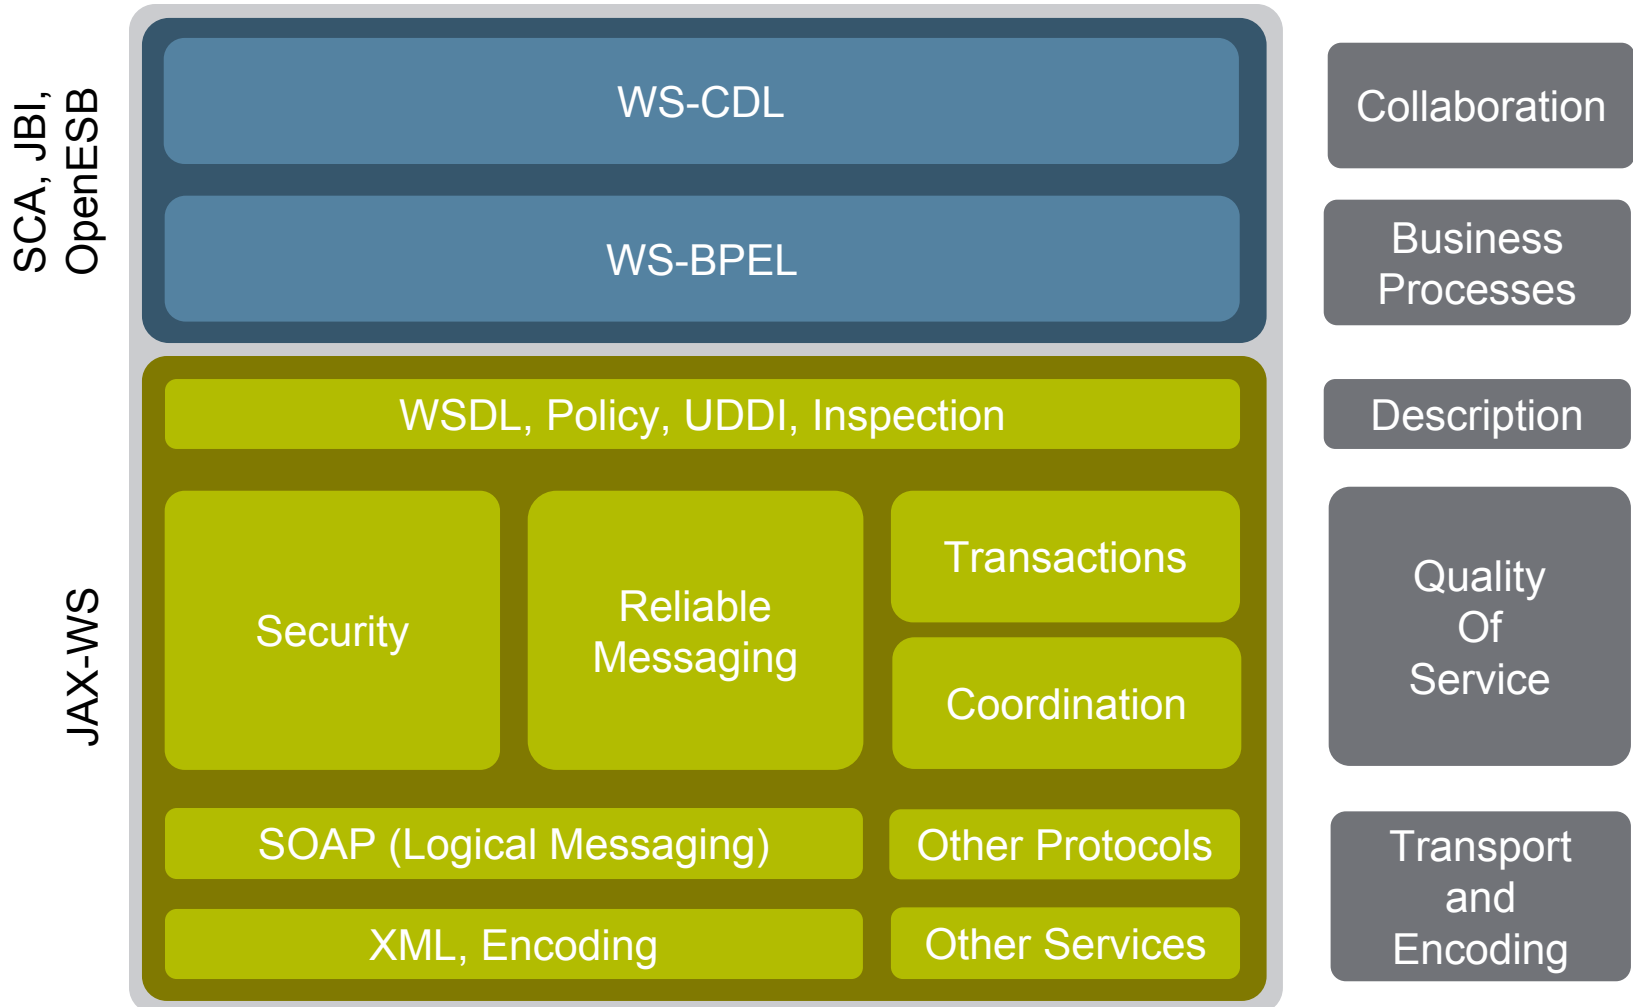 SCA, JBI,
OpenESB
WS-CDL
Collaboration
WS-BPEL
Business
Processes
WSDL, Policy, UDDI, Inspection
Description
JAX-WS
Security
Reliable
Messaging
Transactions
Coordination
Quality
Of
Service
SOAP (Logical Messaging)
Other Protocols
XML, Encoding
Other Services
Transport
and
Encoding